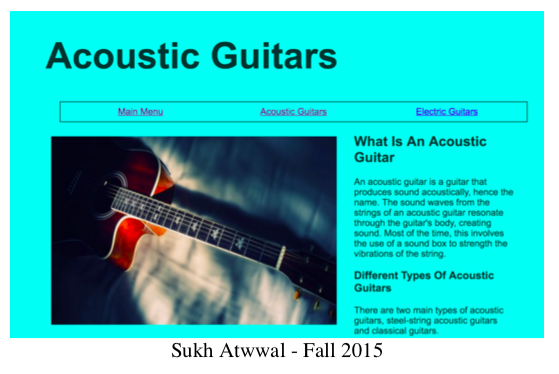 Acoustic Guitars
Main Menu Acoustic Guitars Electric Guitars
What Is An Acoustic
Guitar
An acoustic guitar is a guitar that
produces sound acoustically, hence the
name. The sound waves from the
strings of an acoustic guitar resonate
through the guitar's body, creating
sound. Most of the time, this involves
the use of a sound box to strength the
vibrations of the string.
Different Types Of Acoustic
Guitars
There are two main types of acoustic
guitars, steel-string acoustic guitars
and classical guitars.
Sukh Atwwal - Fall 2015